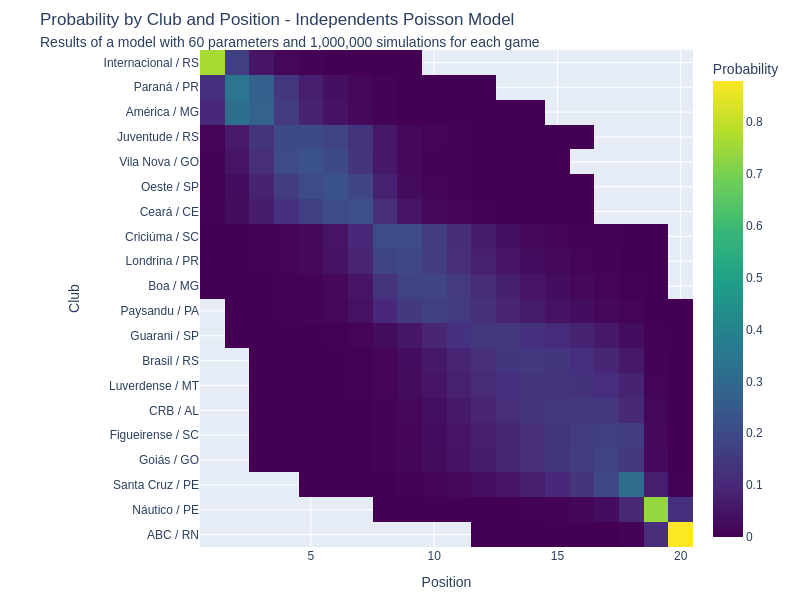 Probability by Club and Position - Independents Poisson Model
Results of a model with 60 parameters and 1,000,000 simulations for each game
Probability
Internacional / RS
Paraná / PR
América / MG
Juventude / RS
Vila Nova / GO
Oeste / SP
Ceará / CE
Criciúma / SC
Londrina / PR
Boa / MG
Paysandu / PA
Guarani / SP
Brasil / RS
Luverdense / MT
CRB / AL
Figueirense / SC
Goiás / GO
Santa Cruz / PE
Náutico / PE
ABC / RN
Club
5
10
15
20
Position
0.8
0.7
0.6
0.5
0.4
0.3
0.2
0.1
0